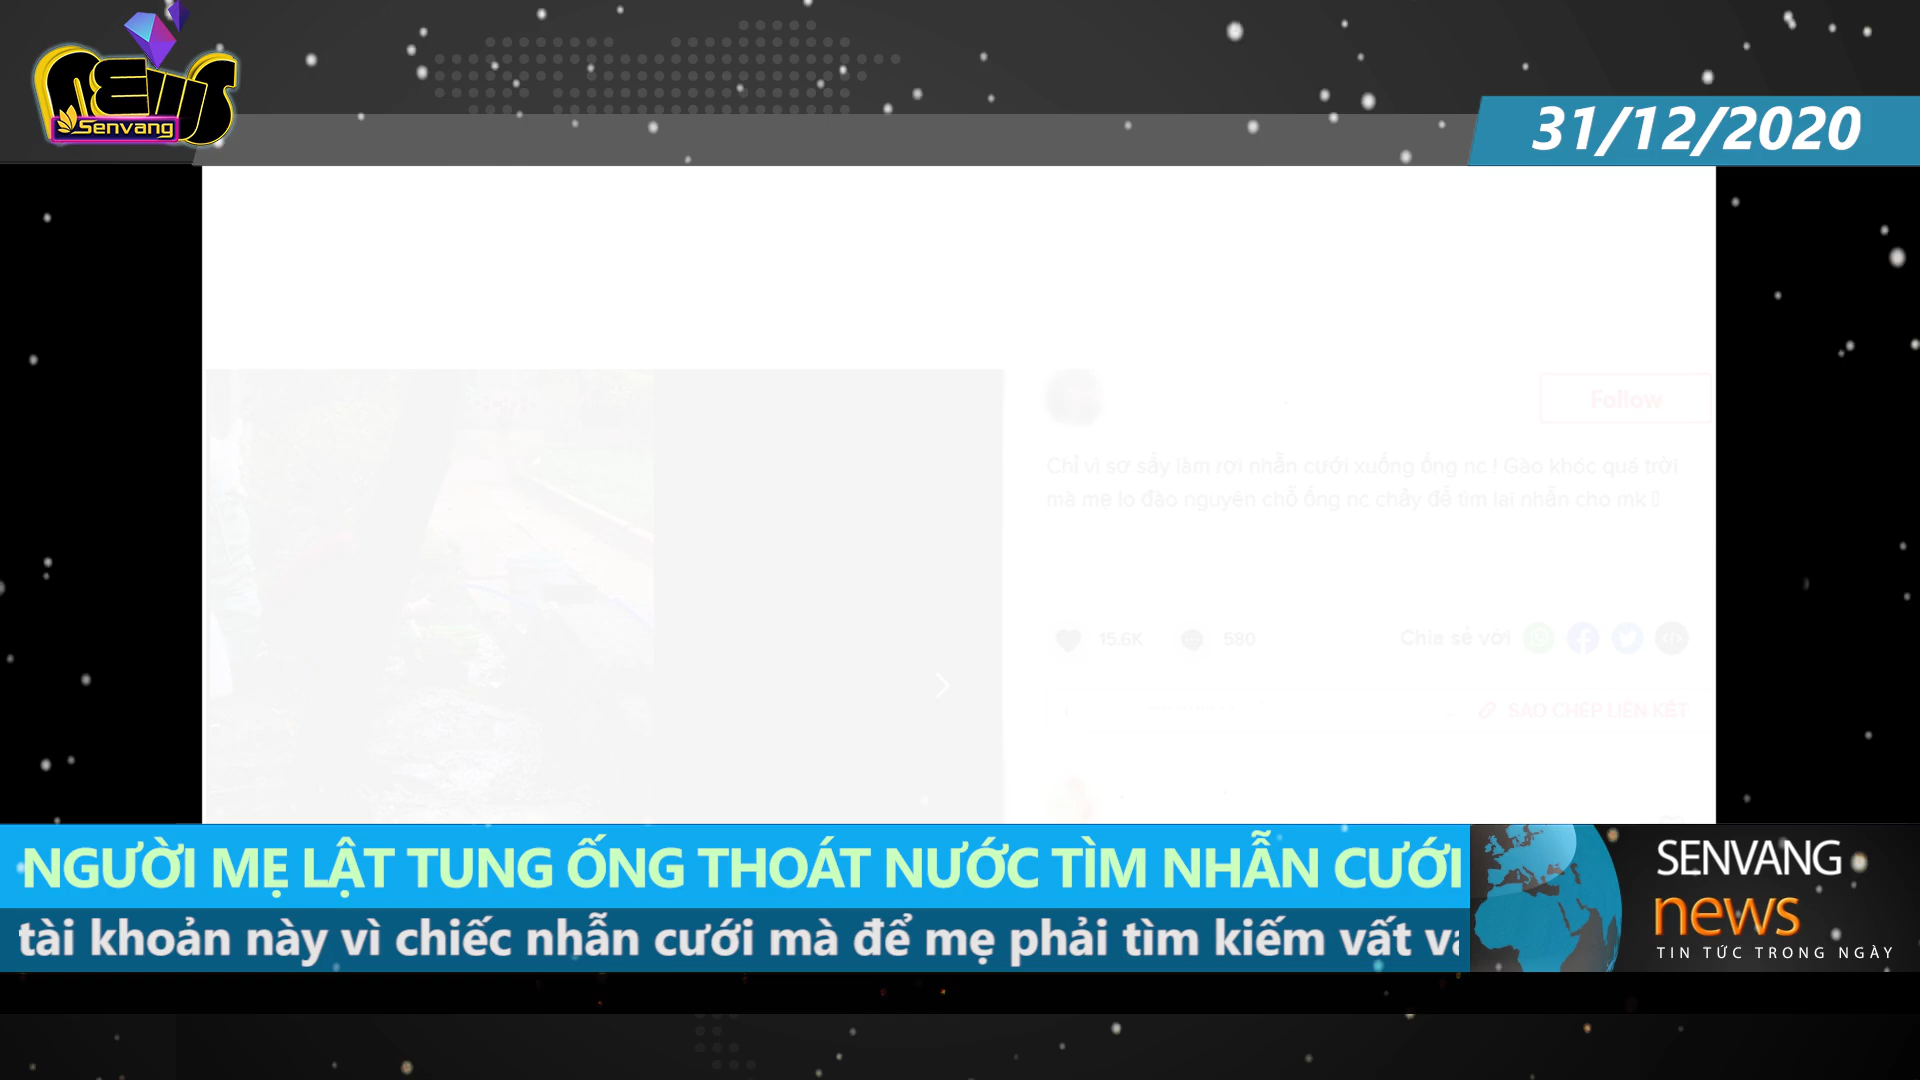 news
Senvang
31/12/2020
Follow
Chỉ vì sơ sẩy làm rơi nhẫn cưới xuống ống nc ! Gào khóc quá trời
mà mẹ lo đào nguyên chỗ ống nc chảy để tìm lại nhẫn cho mk
15.6K
580
Chia sẻ với
SAO CHÉP LIÊN KẾT
NGƯỜI MẸ LẬT TUNG ỐNG THOÁT NƯỚC TÌM NHẪN CƯỚI
tài khoản này vì chiếc nhẫn cưới mà để mẹ phải tìm kiếm vất
SENVANG
news
TIN TỨC TRONG NGÀY